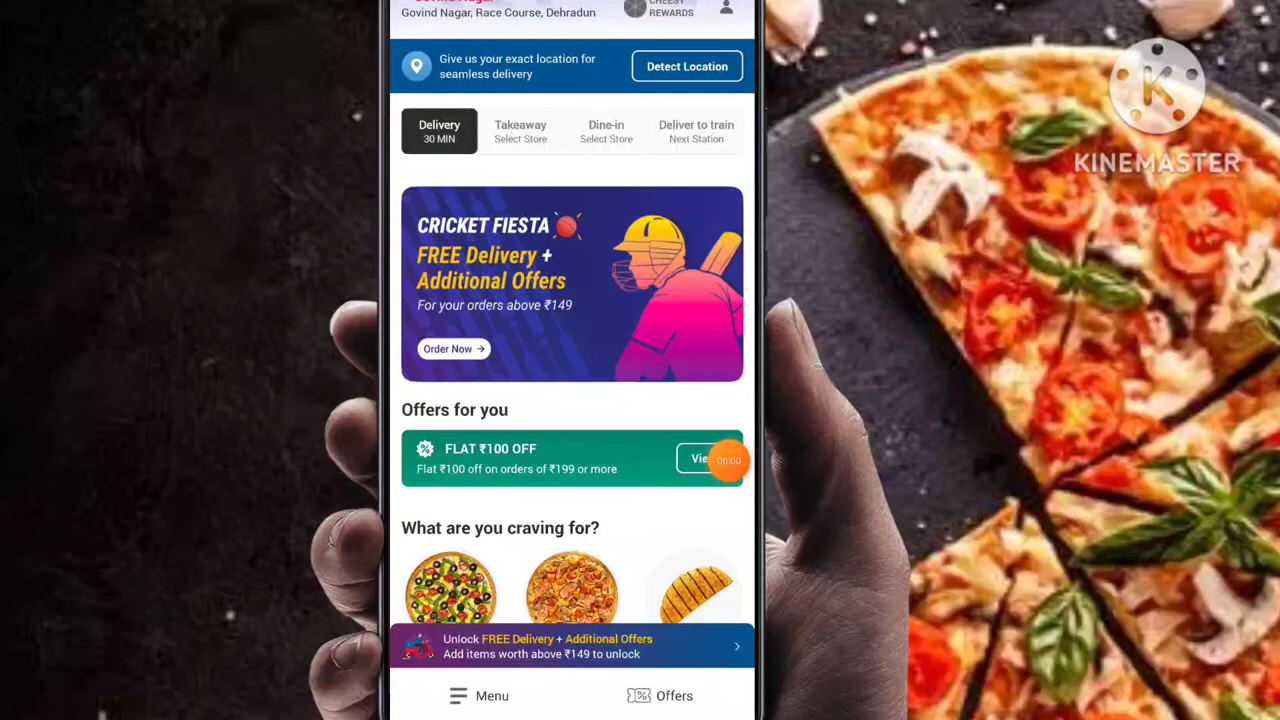 Govind Nagar, Race Course, Dehradun
CHEESY
REWARDS
Give us your exact location for
seamless delivery
Detect Location
Delivery
30 MIN
Takeaway
Select Store
Dine-in
Select Store
Deliver to train
Next Station
CRICKET FIESTA
FREE Delivery +
Additional Offers
For your orders above ₹149
Order Now →
Offers for you
FLAT ₹100 OFF
Flat ₹100 off on orders of ₹199 or more
Vie
00:00
What are you craving for?
Unlock FREE Delivery + Additional Offers
Add items worth above ₹149 to unlock
Menu
Offers
K
KINEMASTER